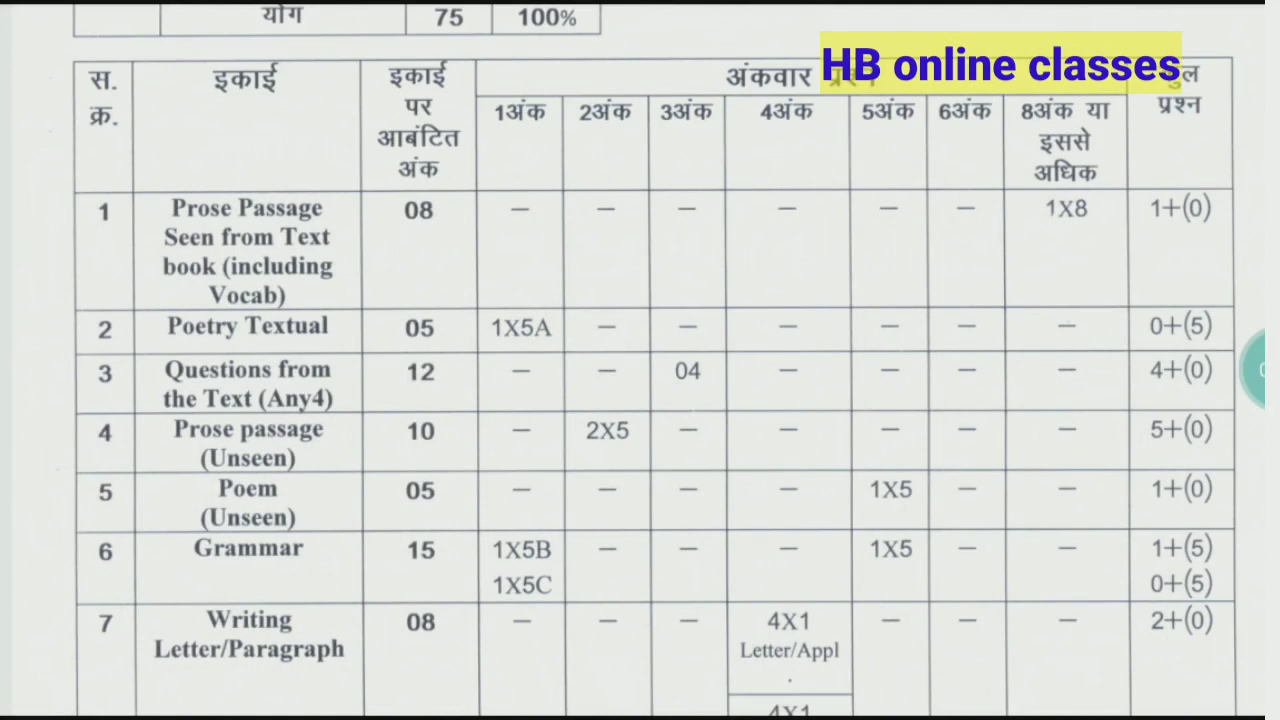 योग 75 100%
HB online classes
स. क्र. इकाई इकाई पर आबंटित अंक अंकवार प्रश्न प्रश्न
1अंक 2अंक 3अंक 4अंक 5अंक 6अंक 8अंक या इससे अधिक
1 Prose Passage 08 — — — — — — 1X8 1+(0)
Seen from Text
book (including
Vocab)
2 Poetry Textual 05 1X5A — — — — — — 0+(5)
3 Questions from 12 — — 04 — — — — 4+(0)
the Text (Any4)
4 Prose passage 10 — 2X5 — — — — — 5+(0)
(Unseen)
5 Poem 05 — — — — 1X5 — — 1+(0)
(Unseen)
6 Grammar 15 1X5B — — — 1X5 — — 1+(5)
1X5C 0+(5)
7 Writing 08 — — — 4X1 — — — 2+(0)
Letter/Paragraph Letter/Appl
.
4X1